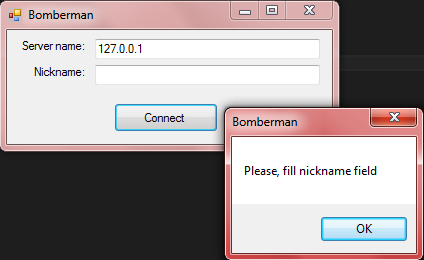 Bomberman
Server name: 127.0.0.1
Nickname:
Connect
Bomberman
Please, fill nickname field
OK